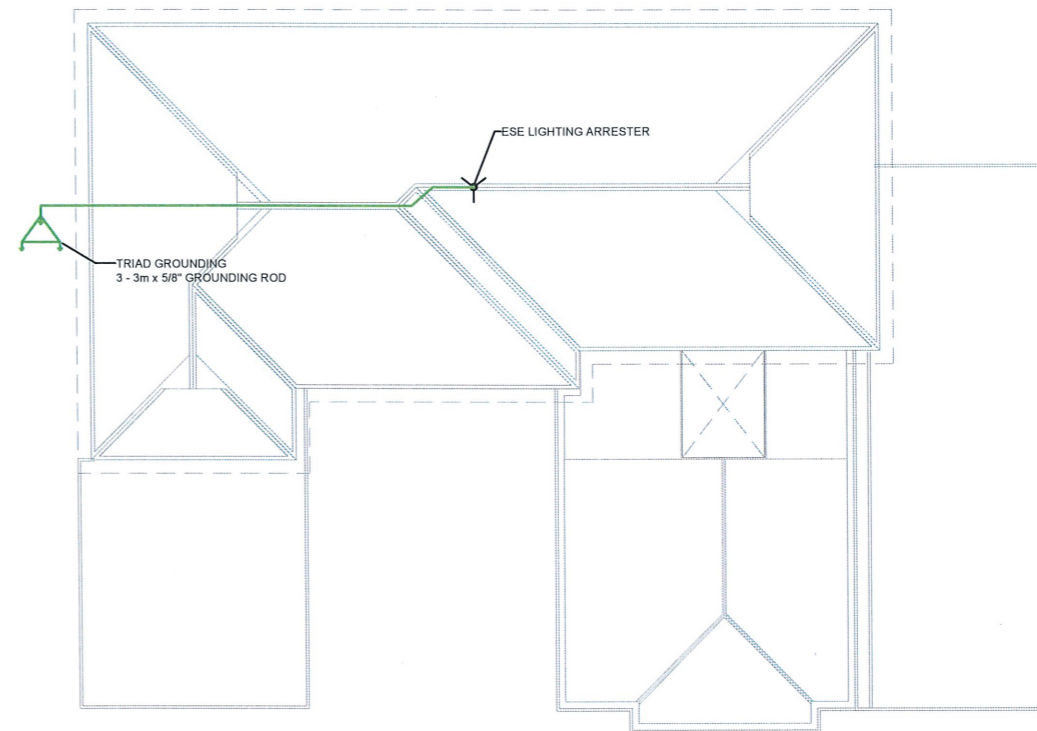 ESE LIGHTING ARRESTER
TRIAD GROUNDING
3 - 3m x 5/8" GROUNDING ROD